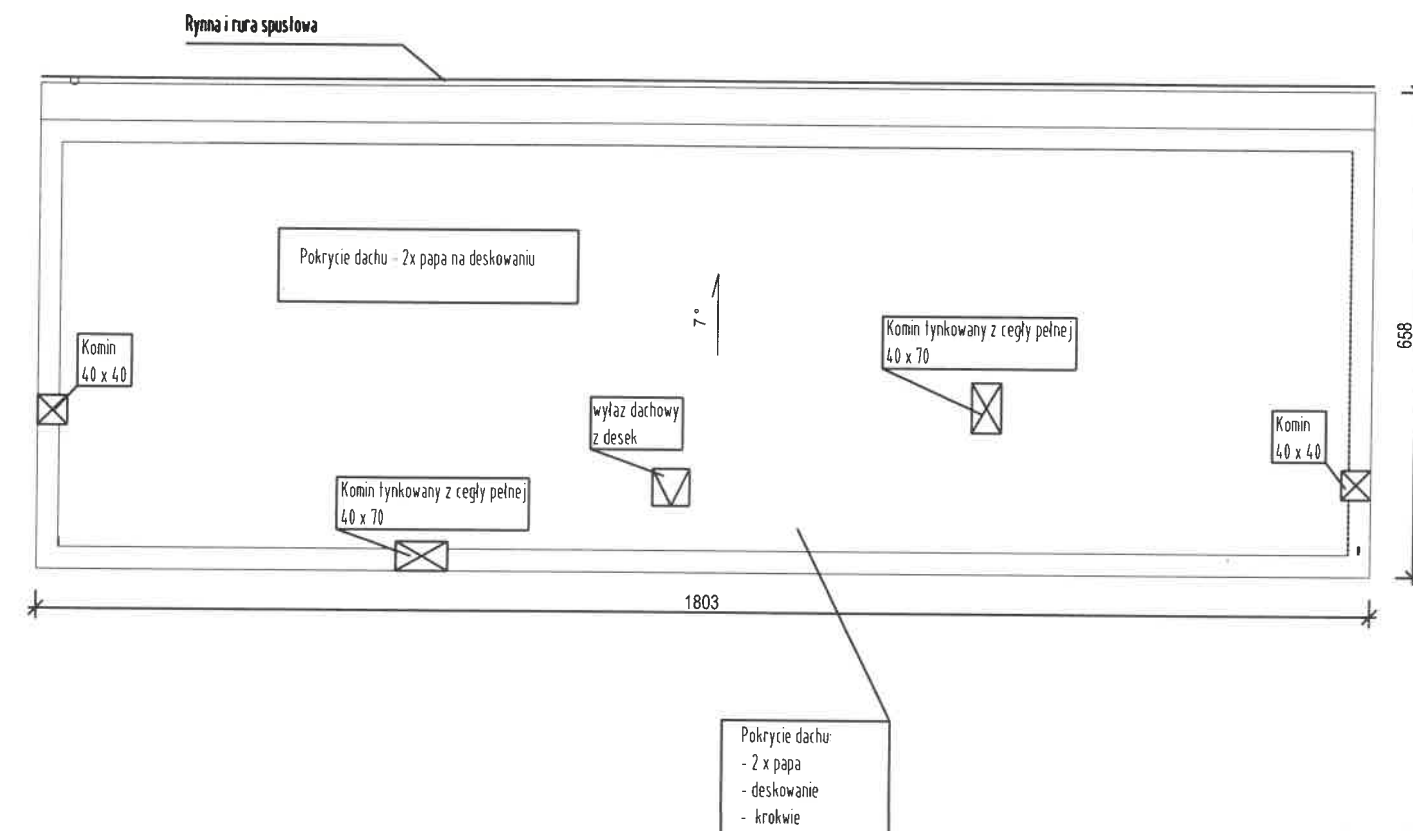 Rynna i rura spustowa
Pokrycie dachu - 2x papa na deskowaniu
7°
658
Komin
40 x 40
Komin tynkowany z cegły pełnej
40 x 70
wyłaz dachowy
z desek
Komin
40 x 40
Komin tynkowany z cegły pełnej
40 x 70
1803
Pokrycie dachu:
- 2 x papa
- deskowanie
- krokwie